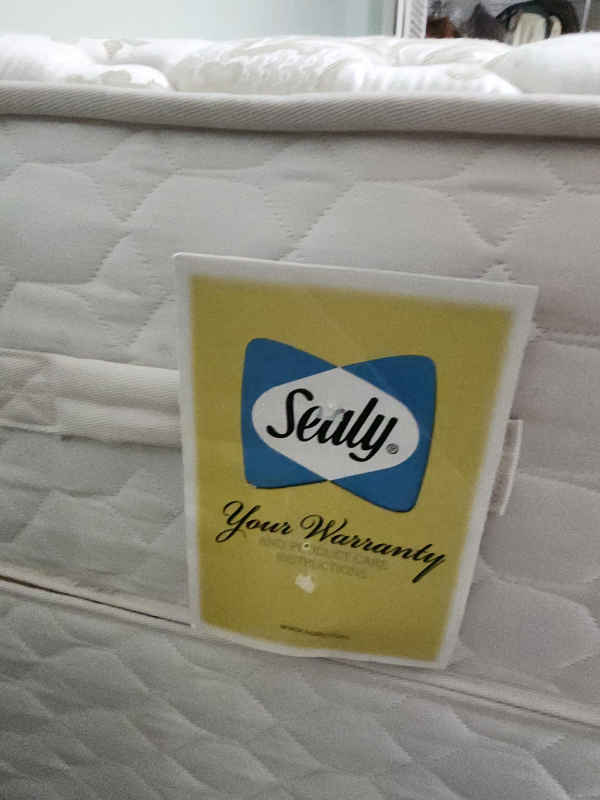 Sealy®
Your Warranty
AND PRODUCT CARE
INSTRUCTIONS